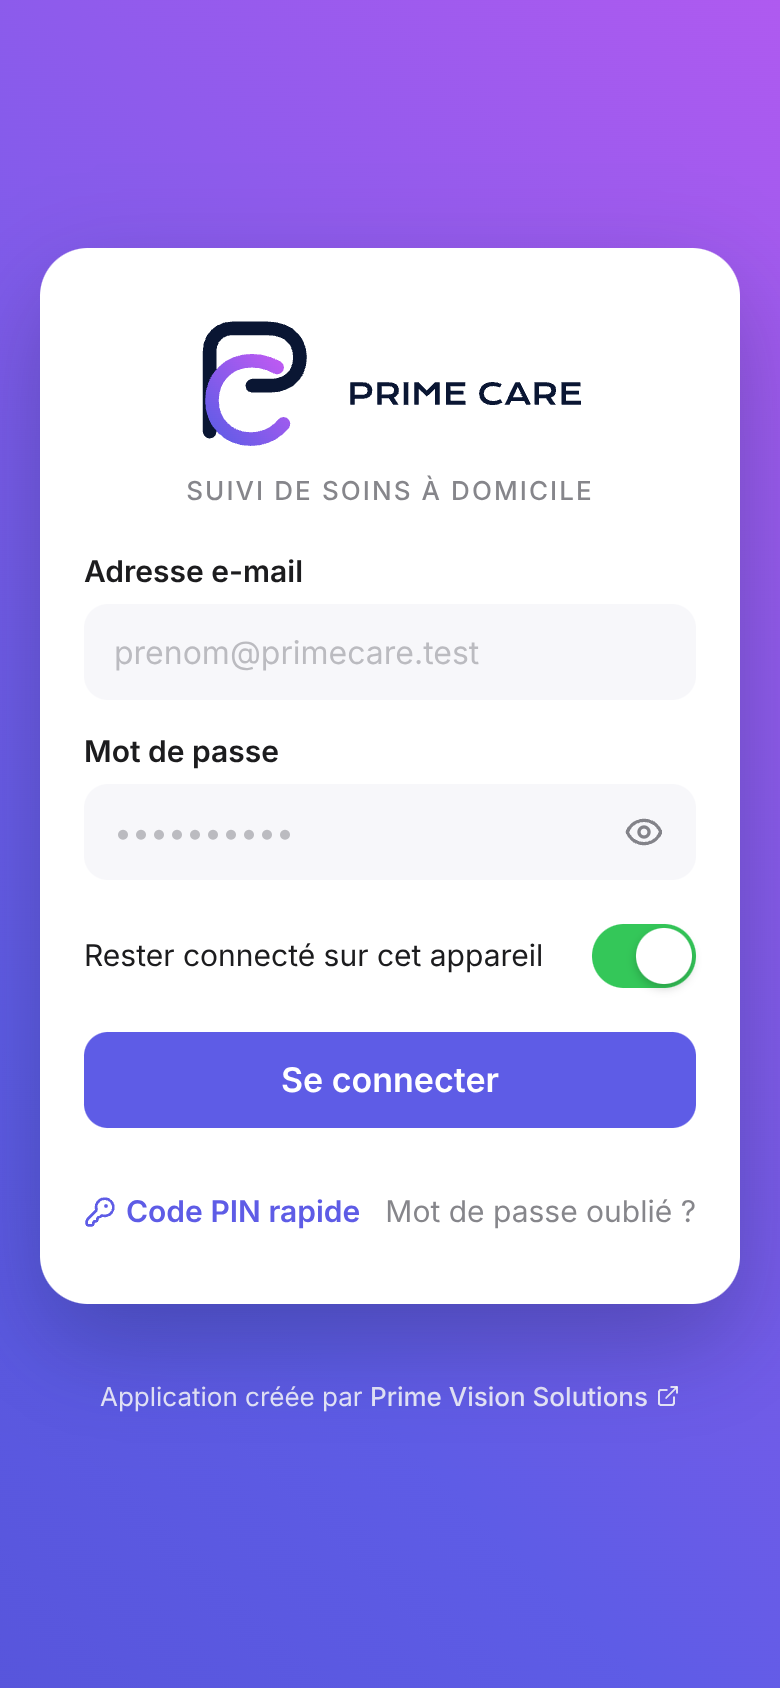 PRIME CARE
SUIVI DE SOINS À DOMICILE
Adresse e-mail
prenom@primecare.test
Mot de passe
••••••••••
Rester connecté sur cet appareil
Se connecter
Code PIN rapide Mot de passe oublié ?
Application créée par Prime Vision Solutions